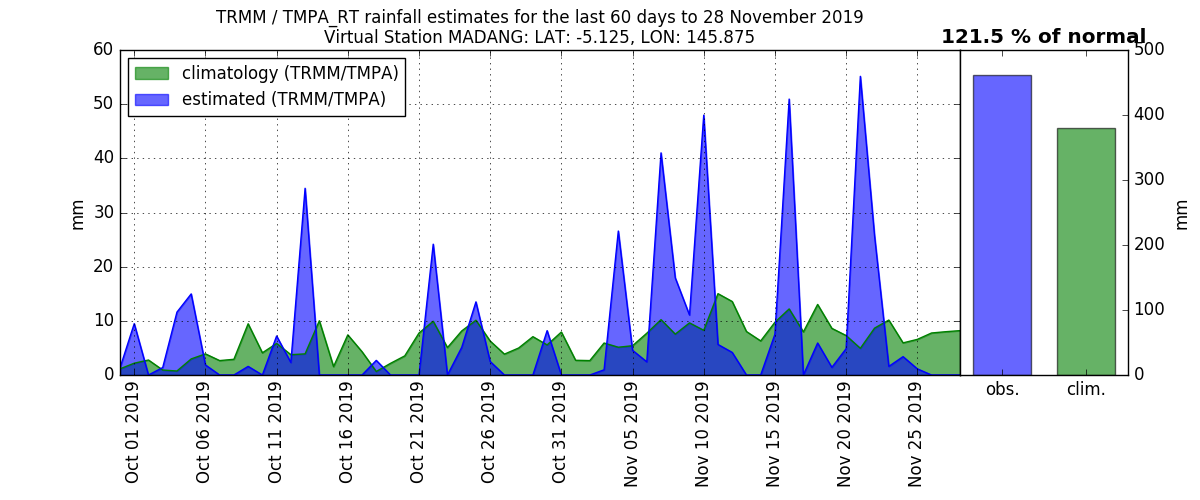 TRMM / TMPA_RT rainfall estimates for the last 60 days to 28 November 2019
Virtual Station MADANG: LAT: -5.125, LON: 145.875
121.5 % of normal
climatology (TRMM/TMPA)
estimated (TRMM/TMPA)
60
50
40
30
20
10
0
mm
500
400
300
200
100
0
mm
obs.
clim.
Oct 01 2019
Oct 06 2019
Oct 11 2019
Oct 16 2019
Oct 21 2019
Oct 26 2019
Oct 31 2019
Nov 05 2019
Nov 10 2019
Nov 15 2019
Nov 20 2019
Nov 25 2019